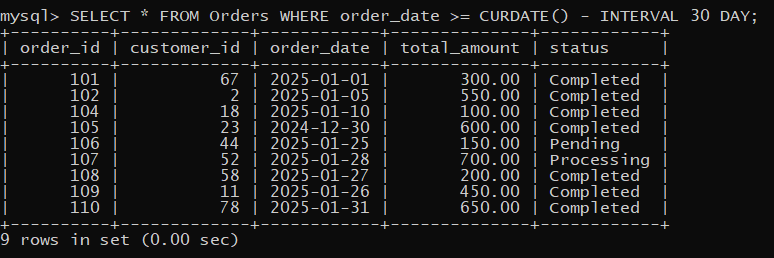 mysql> SELECT * FROM Orders WHERE order_date >= CURDATE() - INTERVAL 30 DAY;
+----------+-------------+------------+--------------+------------+
| order_id | customer_id | order_date | total_amount | status     |
+----------+-------------+------------+--------------+------------+
|      101 |          67 | 2025-01-01 |       300.00 | Completed  |
|      102 |           2 | 2025-01-05 |       550.00 | Completed  |
|      104 |          18 | 2025-01-10 |       100.00 | Completed  |
|      105 |          23 | 2024-12-30 |       600.00 | Completed  |
|      106 |          44 | 2025-01-25 |       150.00 | Pending    |
|      107 |          52 | 2025-01-28 |       700.00 | Processing |
|      108 |          58 | 2025-01-27 |       200.00 | Completed  |
|      109 |          11 | 2025-01-26 |       450.00 | Completed  |
|      110 |          78 | 2025-01-31 |       650.00 | Completed  |
+----------+-------------+------------+--------------+------------+
9 rows in set (0.00 sec)